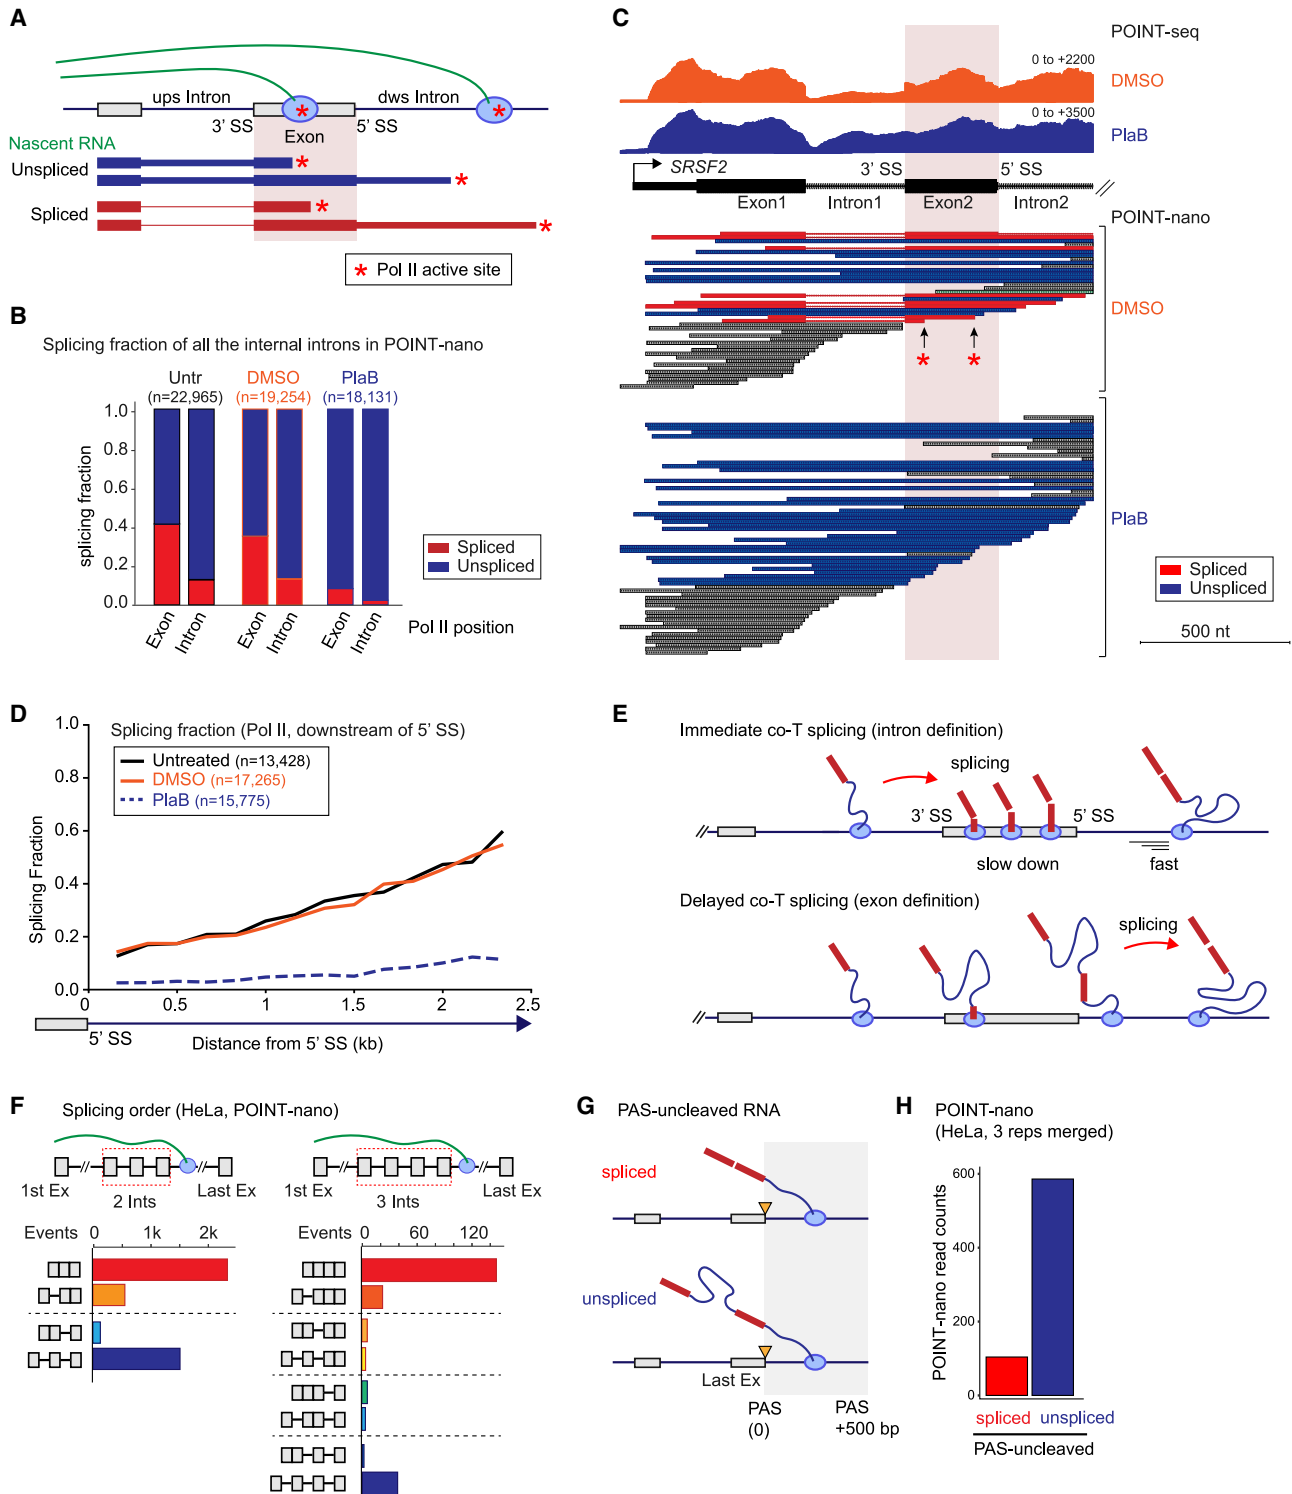 A
ups Intron
dws Intron
3' SS
5' SS
Exon
Nascent RNA
Unspliced
Spliced
* Pol II active site
B
Splicing fraction of all the internal introns in POINT-nano
Untr
DMSO
PlaB
(n=22,965)
(n=19,254)
(n=18,131)
splicing fraction
1.0
0.8
0.6
0.4
0.2
0.0
Exon
Intron
Exon
Intron
Exon
Intron
Pol II position
Spliced
Unspliced
C
POINT-seq
0 to +2200
DMSO
0 to +3500
PlaB
SRSF2
3' SS
5' SS
Exon1
Intron1
Exon2
Intron2
POINT-nano
DMSO
* *
PlaB
Spliced
Unspliced
500 nt
D
Splicing fraction (Pol II, downstream of 5' SS)
Untreated (n=13,428)
DMSO (n=17,265)
PlaB (n=15,775)
Splicing Fraction
1.0
0.8
0.6
0.4
0.2
0.0
0
0.5
1
1.5
2
2.5
5' SS
Distance from 5' SS (kb)
E
Immediate co-T splicing (intron definition)
splicing
3' SS
5' SS
slow down
fast
Delayed co-T splicing (exon definition)
splicing
F
Splicing order (HeLa, POINT-nano)
1st Ex
2 Ints
Last Ex
1st Ex
3 Ints
Last Ex
Events
0
1k
2k
Events
0
60
120
G
PAS-uncleaved RNA
spliced
unspliced
Last Ex
PAS
(0)
PAS
+500 bp
H
POINT-nano
(HeLa, 3 reps merged)
POINT-nano read counts
600
400
200
0
spliced
unspliced
PAS-uncleaved